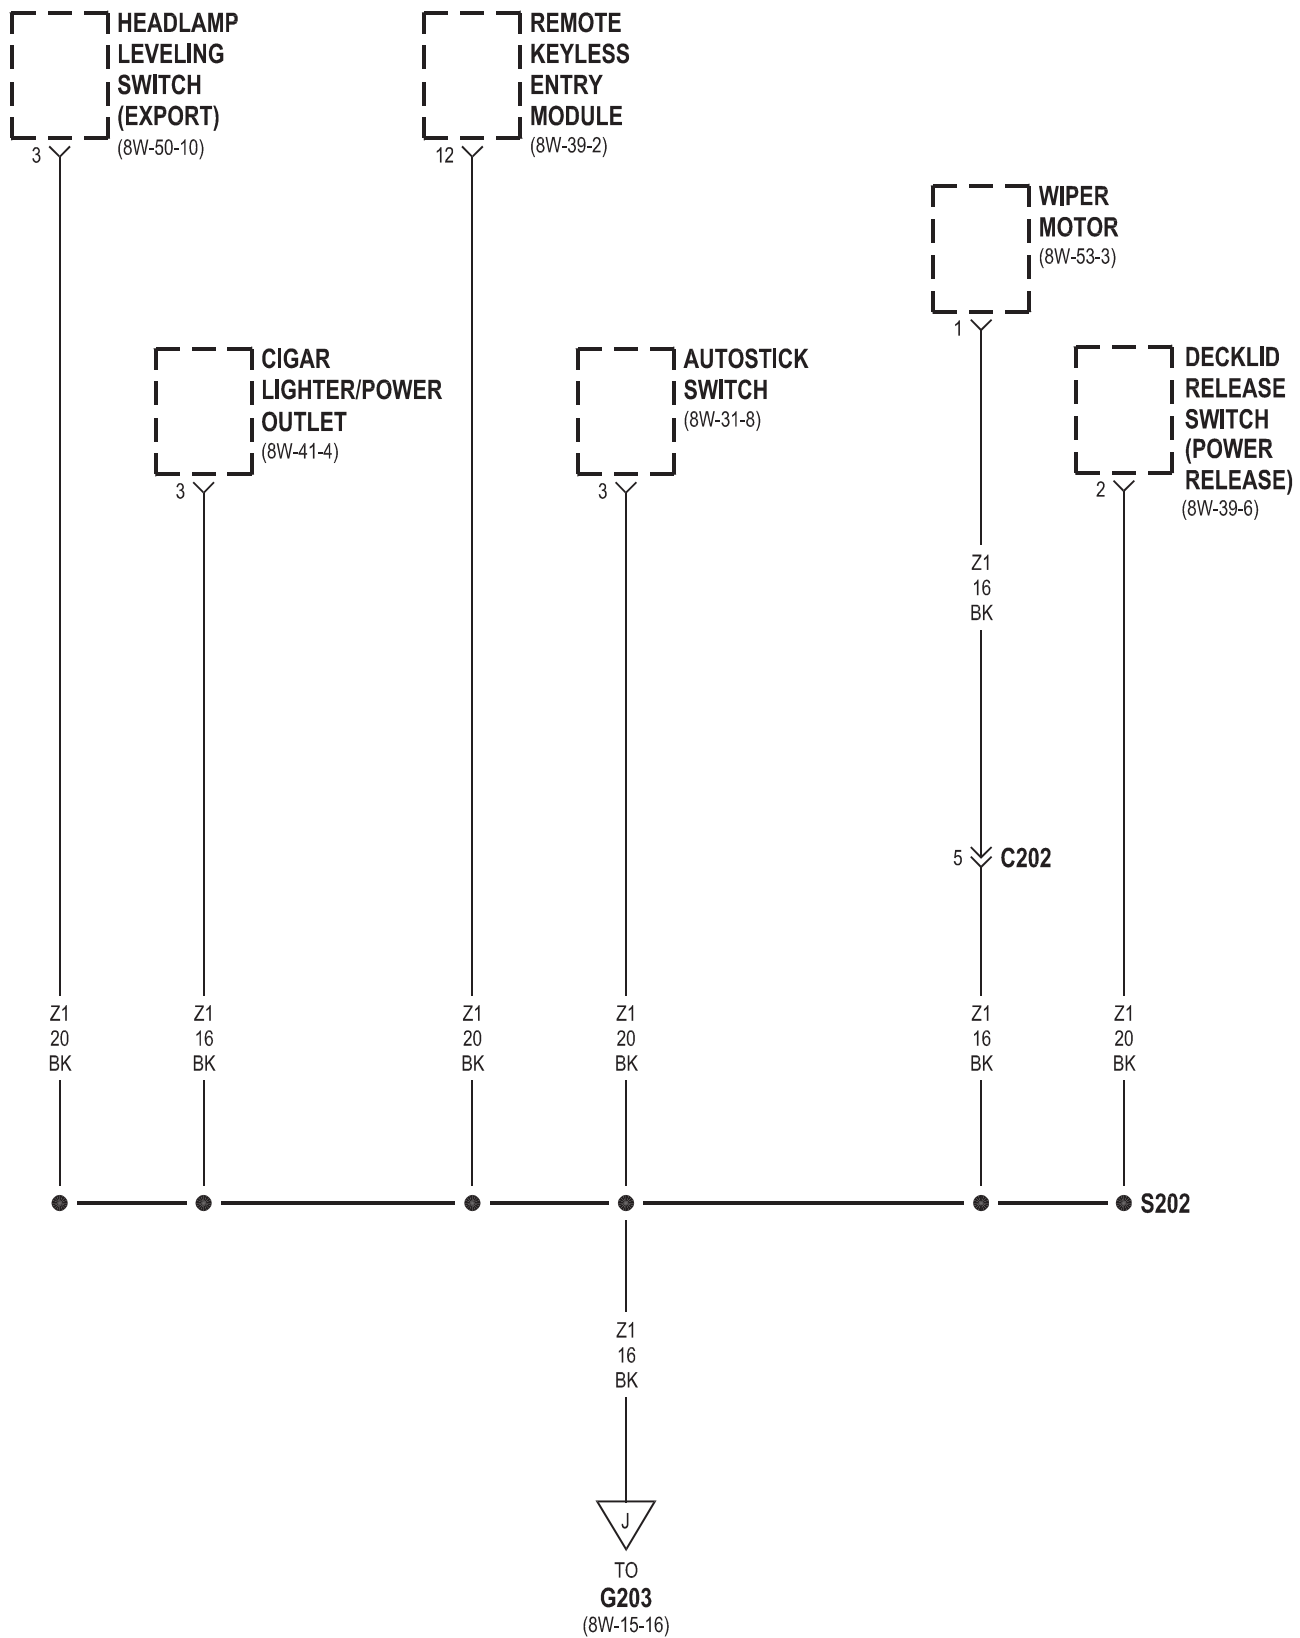 HEADLAMP
LEVELING
SWITCH
(EXPORT)
(8W-50-10)
3
REMOTE
KEYLESS
ENTRY
MODULE
(8W-39-2)
12
WIPER
MOTOR
(8W-53-3)
1
CIGAR
LIGHTER/POWER
OUTLET
(8W-41-4)
3
AUTOSTICK
SWITCH
(8W-31-8)
3
DECKLID
RELEASE
SWITCH
(POWER
RELEASE)
(8W-39-6)
2
Z1
16
BK
5
C202
Z1
20
BK
Z1
16
BK
Z1
20
BK
Z1
20
BK
Z1
16
BK
Z1
20
BK
S202
Z1
16
BK
J
TO
G203
(8W-15-16)